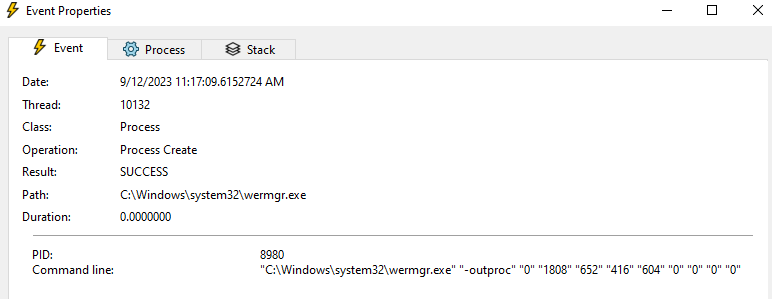 Event Properties
Event Process Stack
Date: 9/12/2023 11:17:09.6152724 AM
Thread: 10132
Class: Process
Operation: Process Create
Result: SUCCESS
Path: C:\Windows\system32\wermgr.exe
Duration: 0.0000000
PID: 8980
Command line: "C:\Windows\system32\wermgr.exe" "-outproc" "0" "1808" "652" "416" "604" "0" "0" "0" "0"